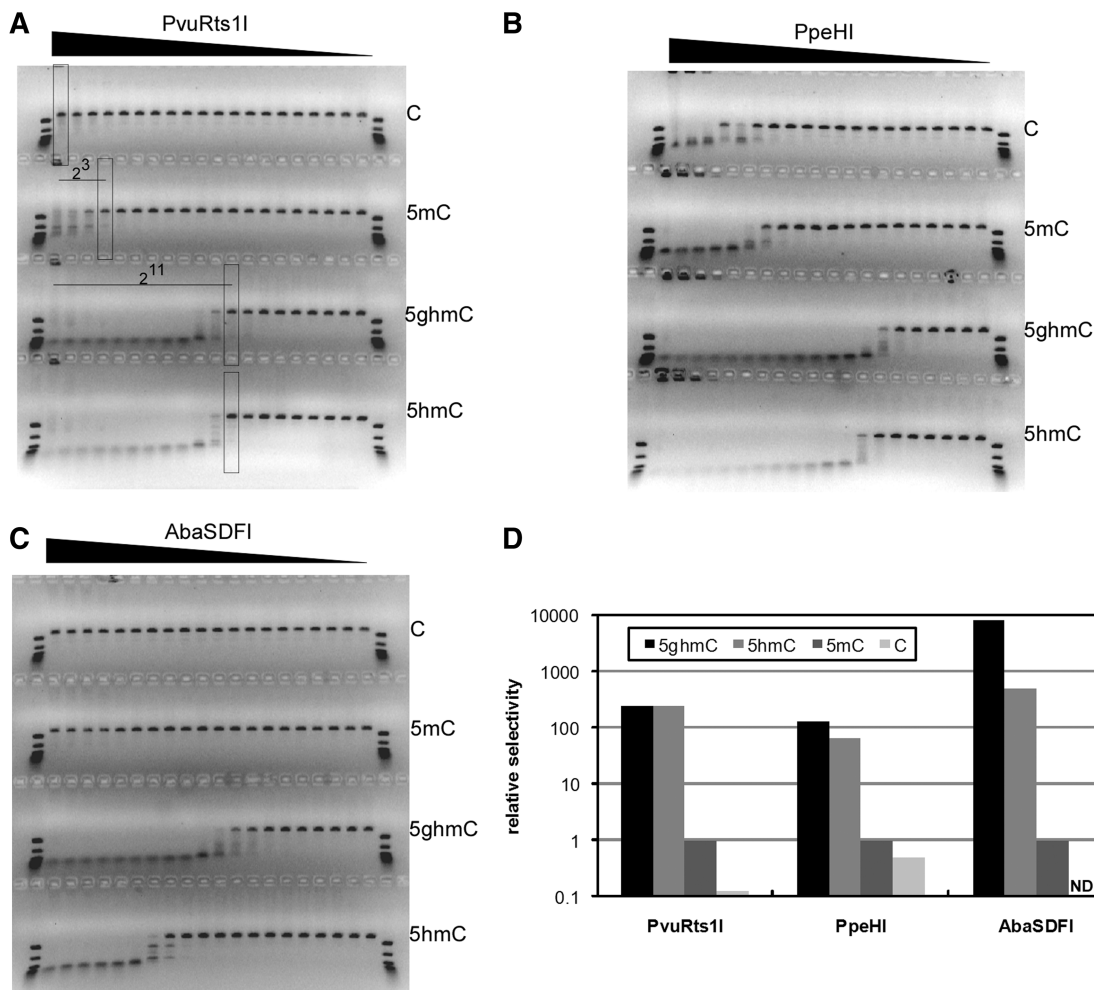 A
PvuRts1I
C
2^3
5mC
2^11
5ghmC
5hmC
B
PpeHI
C
5mC
5ghmC
5hmC
C
AbaSDFI
C
5mC
5ghmC
5hmC
D
10000
1000
100
10
1
0.1
relative selectivity
5ghmC 5hmC 5mC C
ND
PvuRts1I PpeHI AbaSDFI